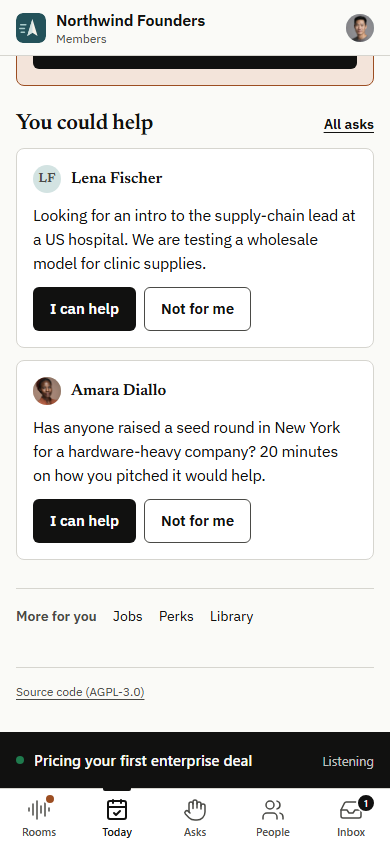 Northwind Founders
Members
You could help
All asks
LF
Lena Fischer
Looking for an intro to the supply-chain lead at
a US hospital. We are testing a wholesale
model for clinic supplies.
I can help
Not for me
Amara Diallo
Has anyone raised a seed round in New York
for a hardware-heavy company? 20 minutes
on how you pitched it would help.
I can help
Not for me
More for you
Jobs
Perks
Library
Source code (AGPL-3.0)
Pricing your first enterprise deal
Listening
1
Rooms
Today
Asks
People
Inbox